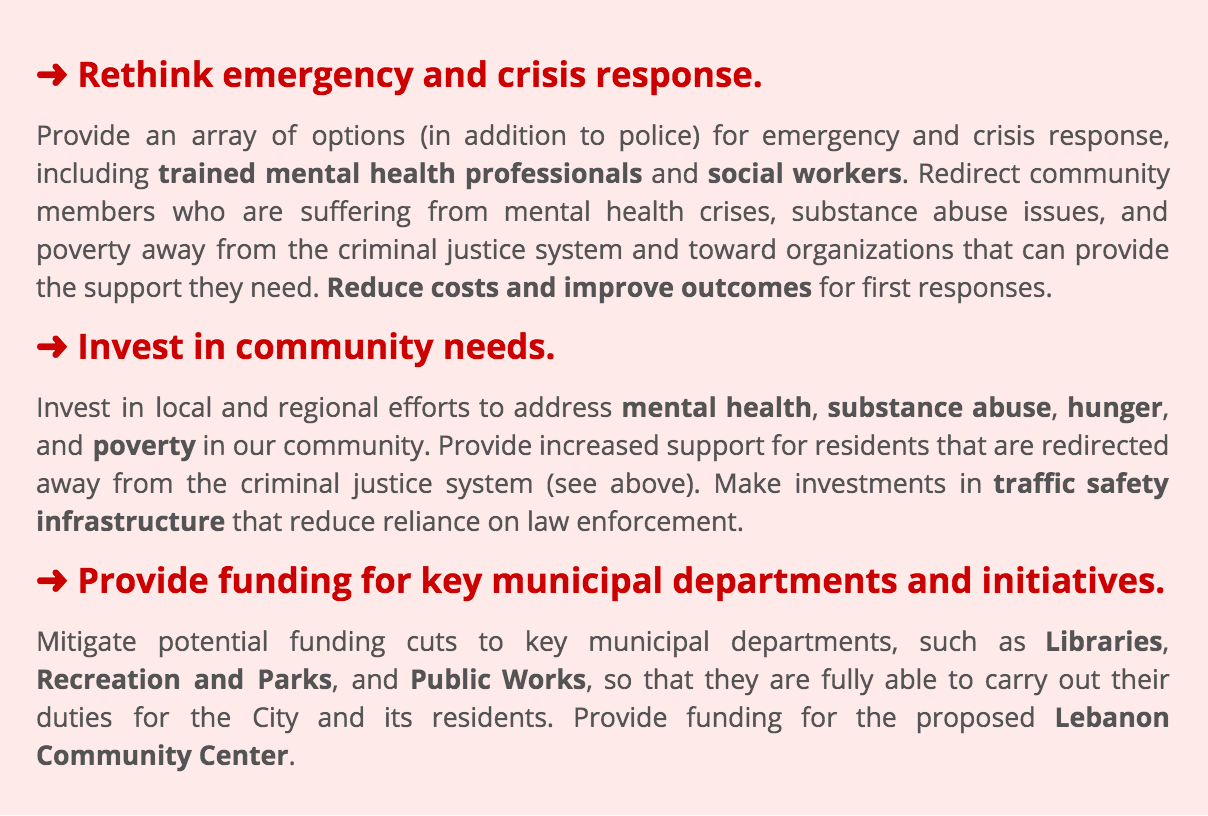 ➜ Rethink emergency and crisis response.
Provide an array of options (in addition to police) for emergency and crisis response,
including trained mental health professionals and social workers. Redirect community
members who are suffering from mental health crises, substance abuse issues, and
poverty away from the criminal justice system and toward organizations that can provide
the support they need. Reduce costs and improve outcomes for first responses.
➜ Invest in community needs.
Invest in local and regional efforts to address mental health, substance abuse, hunger,
and poverty in our community. Provide increased support for residents that are redirected
away from the criminal justice system (see above). Make investments in traffic safety
infrastructure that reduce reliance on law enforcement.
➜ Provide funding for key municipal departments and initiatives.
Mitigate potential funding cuts to key municipal departments, such as Libraries,
Recreation and Parks, and Public Works, so that they are fully able to carry out their
duties for the City and its residents. Provide funding for the proposed Lebanon
Community Center.